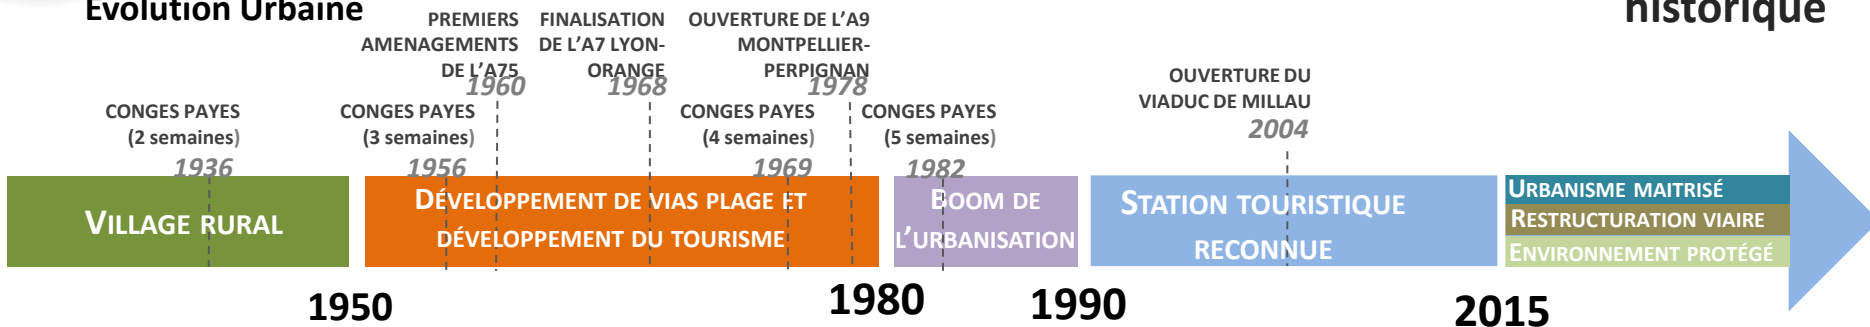 Evolution Urbaine
historique
PREMIERS
AMENAGEMENTS
DE L'A75
1960
FINALISATION
DE L'A7 LYON-
ORANGE
1968
OUVERTURE DE L'A9
MONTPELLIER-
PERPIGNAN
1978
OUVERTURE DU
VIADUC DE MILLAU
2004
CONGES PAYES
(2 semaines)
1936
CONGES PAYES
(3 semaines)
1956
CONGES PAYES
(4 semaines)
1969
CONGES PAYES
(5 semaines)
1982
VILLAGE RURAL
DÉVELOPPEMENT DE VIAS PLAGE ET
DÉVELOPPEMENT DU TOURISME
BOOM DE
L'URBANISATION
STATION TOURISTIQUE
RECONNUE
URBANISME MAITRISÉ
RESTRUCTURATION VIAIRE
ENVIRONNEMENT PROTÉGÉ
1950
1980
1990
2015